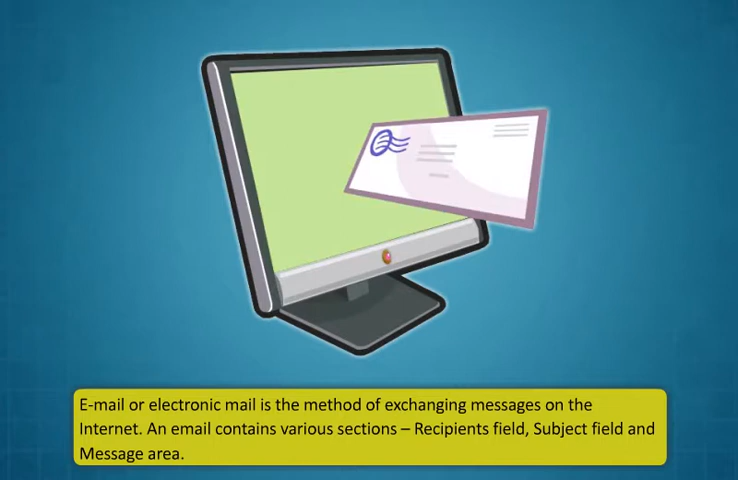 E-mail or electronic mail is the method of exchanging messages on the
Internet. An email contains various sections – Recipients field, Subject field and
Message area.